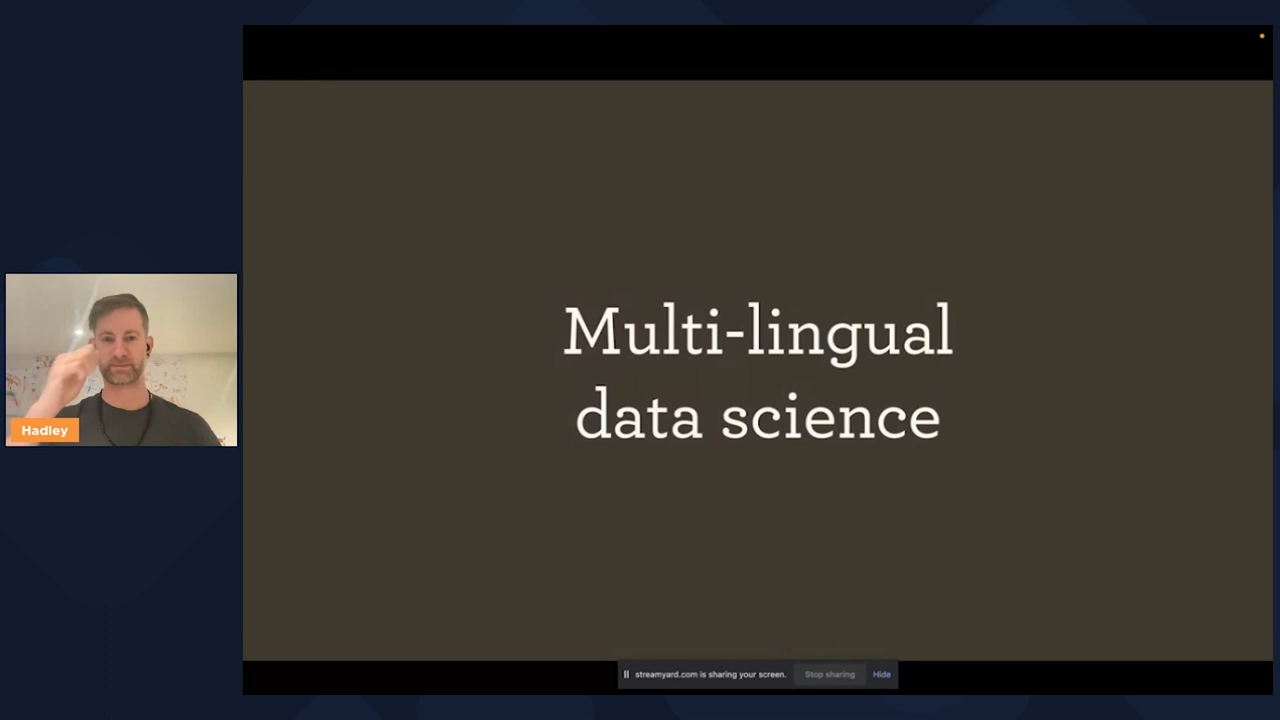 Multi-lingual
data science
Hadley
streamyard.com is sharing your screen. Stop sharing Hide